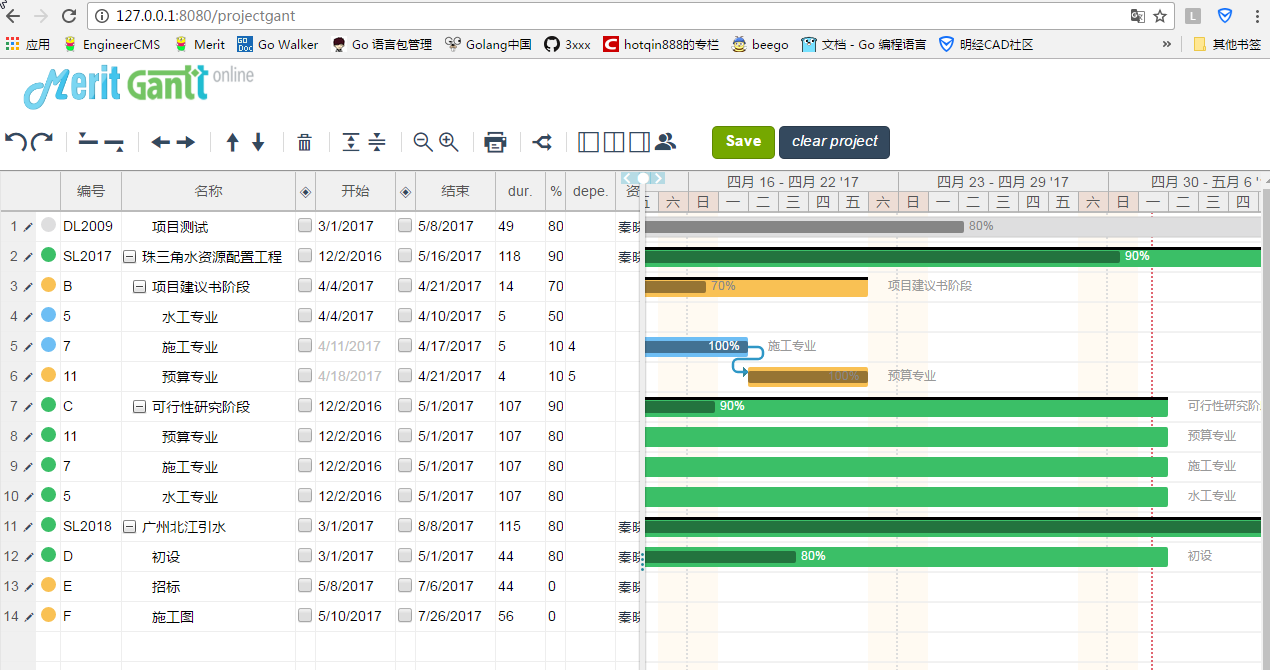 127.0.0.1:8080/projectgant
应用 EngineerCMS Merit Go Walker Go 语言包管理 Golang中国 3xxx hotqin888的专栏 beego 文档 - Go 编程语言 明经CAD社区 » 其他书签
Merit Gantt online
Save clear project
编号 名称 开始 结束 dur. % depe. 资
四月 16 - 四月 22 '17 四月 23 - 四月 29 '17 四月 30 - 五月 6 '
五 六 日 一 二 三 四 五 六 日 一 二 三 四 五 六 日 一 二 三 四
1 DL2009 项目测试 3/1/2017 5/8/2017 49 80 秦 80%
2 SL2017 珠三角水资源配置工程 12/2/2016 5/16/2017 118 90 秦 90%
3 B 项目建议书阶段 4/4/2017 4/21/2017 14 70 70% 项目建议书阶段
4 5 水工专业 4/4/2017 4/10/2017 5 50
5 7 施工专业 4/11/2017 4/17/2017 5 10 4 100% 施工专业
6 11 预算专业 4/18/2017 4/21/2017 4 10 5 100% 预算专业
7 C 可行性研究阶段 12/2/2016 5/1/2017 107 90 90% 可行性研究阶
8 11 预算专业 12/2/2016 5/1/2017 107 80 预算专业
9 7 施工专业 12/2/2016 5/1/2017 107 80 施工专业
10 5 水工专业 12/2/2016 5/1/2017 107 80 水工专业
11 SL2018 广州北江引水 3/1/2017 8/8/2017 115 80 秦
12 D 初设 3/1/2017 5/1/2017 44 80 秦 80% 初设
13 E 招标 5/8/2017 7/6/2017 44 0 秦
14 F 施工图 5/10/2017 7/26/2017 56 0 秦